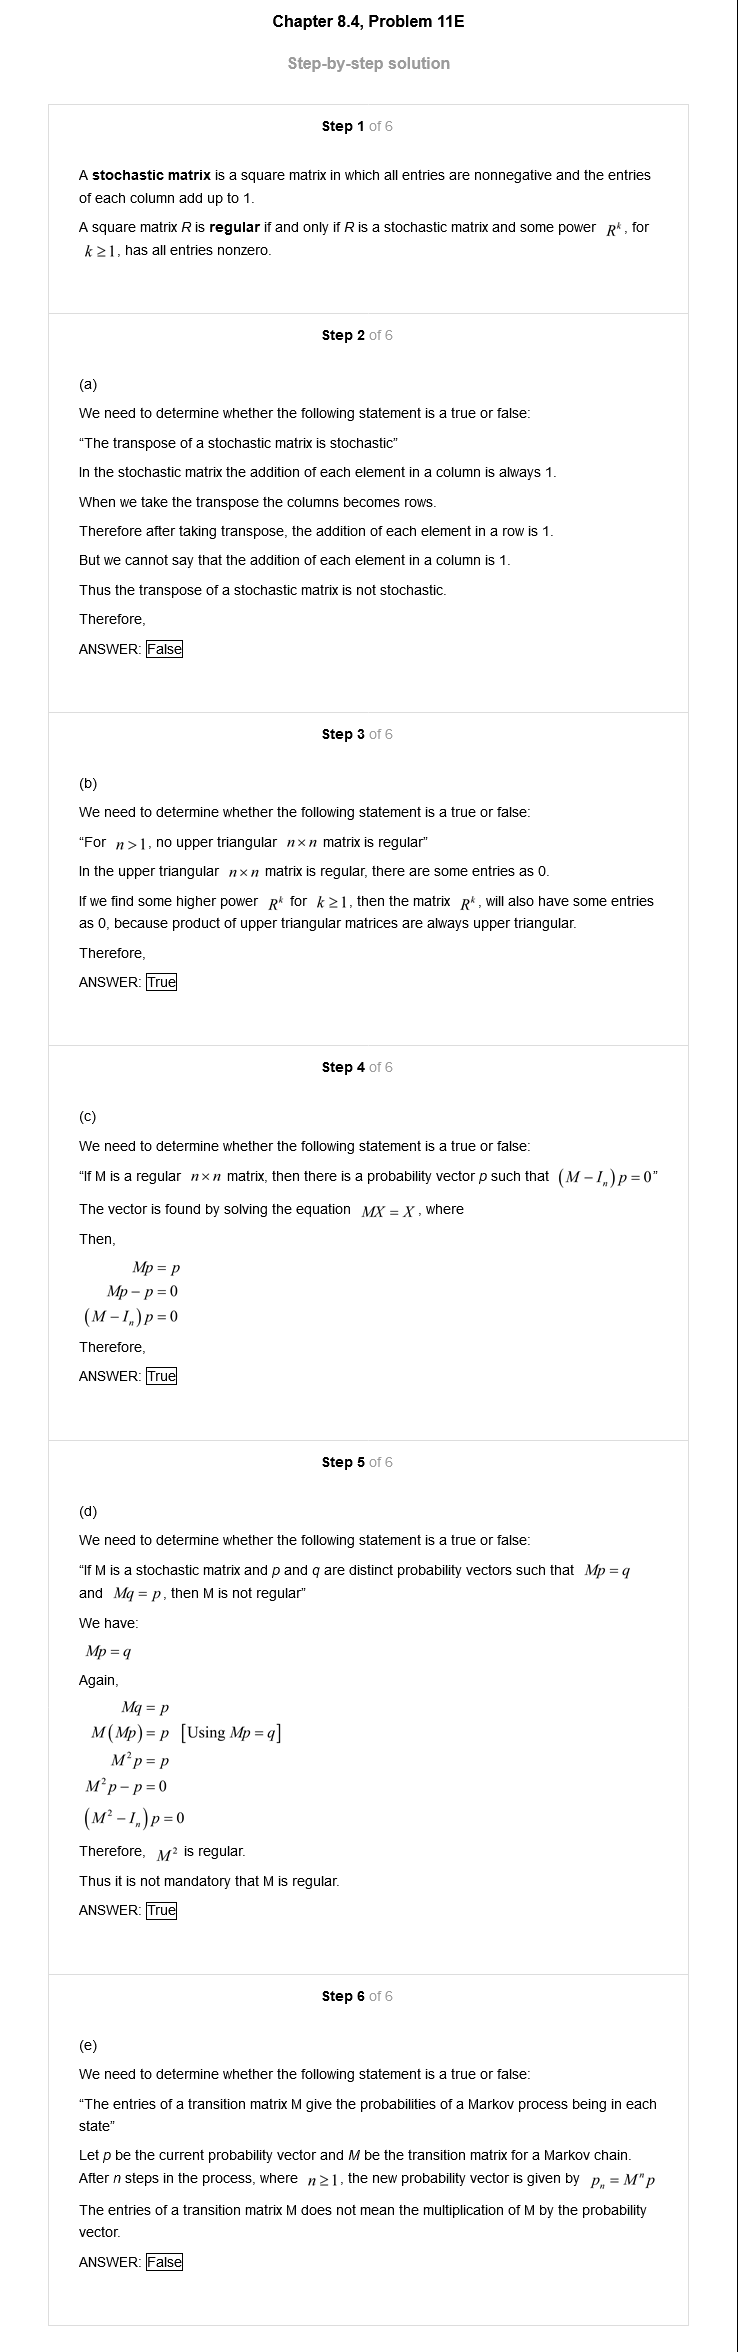 Chapter 8.4, Problem 11E
Step-by-step solution
Step 1 of 6
A stochastic matrix is a square matrix in which all entries are nonnegative and the entries
of each column add up to 1.
A square matrix R is regular if and only if R is a stochastic matrix and some power R^k, for
k ≥ 1, has all entries nonzero.
Step 2 of 6
(a)
We need to determine whether the following statement is a true or false:
“The transpose of a stochastic matrix is stochastic”
In the stochastic matrix the addition of each element in a column is always 1.
When we take the transpose the columns becomes rows.
Therefore after taking transpose, the addition of each element in a row is 1.
But we cannot say that the addition of each element in a column is 1.
Thus the transpose of a stochastic matrix is not stochastic.
Therefore,
ANSWER: False
Step 3 of 6
(b)
We need to determine whether the following statement is a true or false:
“For n > 1, no upper triangular n × n matrix is regular”
In the upper triangular n × n matrix is regular, there are some entries as 0.
If we find some higher power R^k for k ≥ 1, then the matrix R^k, will also have some entries
as 0, because product of upper triangular matrices are always upper triangular.
Therefore,
ANSWER: True
Step 4 of 6
(c)
We need to determine whether the following statement is a true or false:
“If M is a regular n × n matrix, then there is a probability vector p such that (M − I_n) p = 0”
The vector is found by solving the equation MX = X, where
Then,
Mp = p
Mp − p = 0
(M − I_n) p = 0
Therefore,
ANSWER: True
Step 5 of 6
(d)
We need to determine whether the following statement is a true or false:
“If M is a stochastic matrix and p and q are distinct probability vectors such that Mp = q
and Mq = p, then M is not regular”
We have:
Mp = q
Again,
Mq = p
M(Mp) = p [Using Mp = q]
M²p = p
M²p − p = 0
(M² − I_n) p = 0
Therefore, M² is regular.
Thus it is not mandatory that M is regular.
ANSWER: True
Step 6 of 6
(e)
We need to determine whether the following statement is a true or false:
“The entries of a transition matrix M give the probabilities of a Markov process being in each
state”
Let p be the current probability vector and M be the transition matrix for a Markov chain.
After n steps in the process, where n ≥ 1, the new probability vector is given by p_n = M^n p
The entries of a transition matrix M does not mean the multiplication of M by the probability
vector.
ANSWER: False